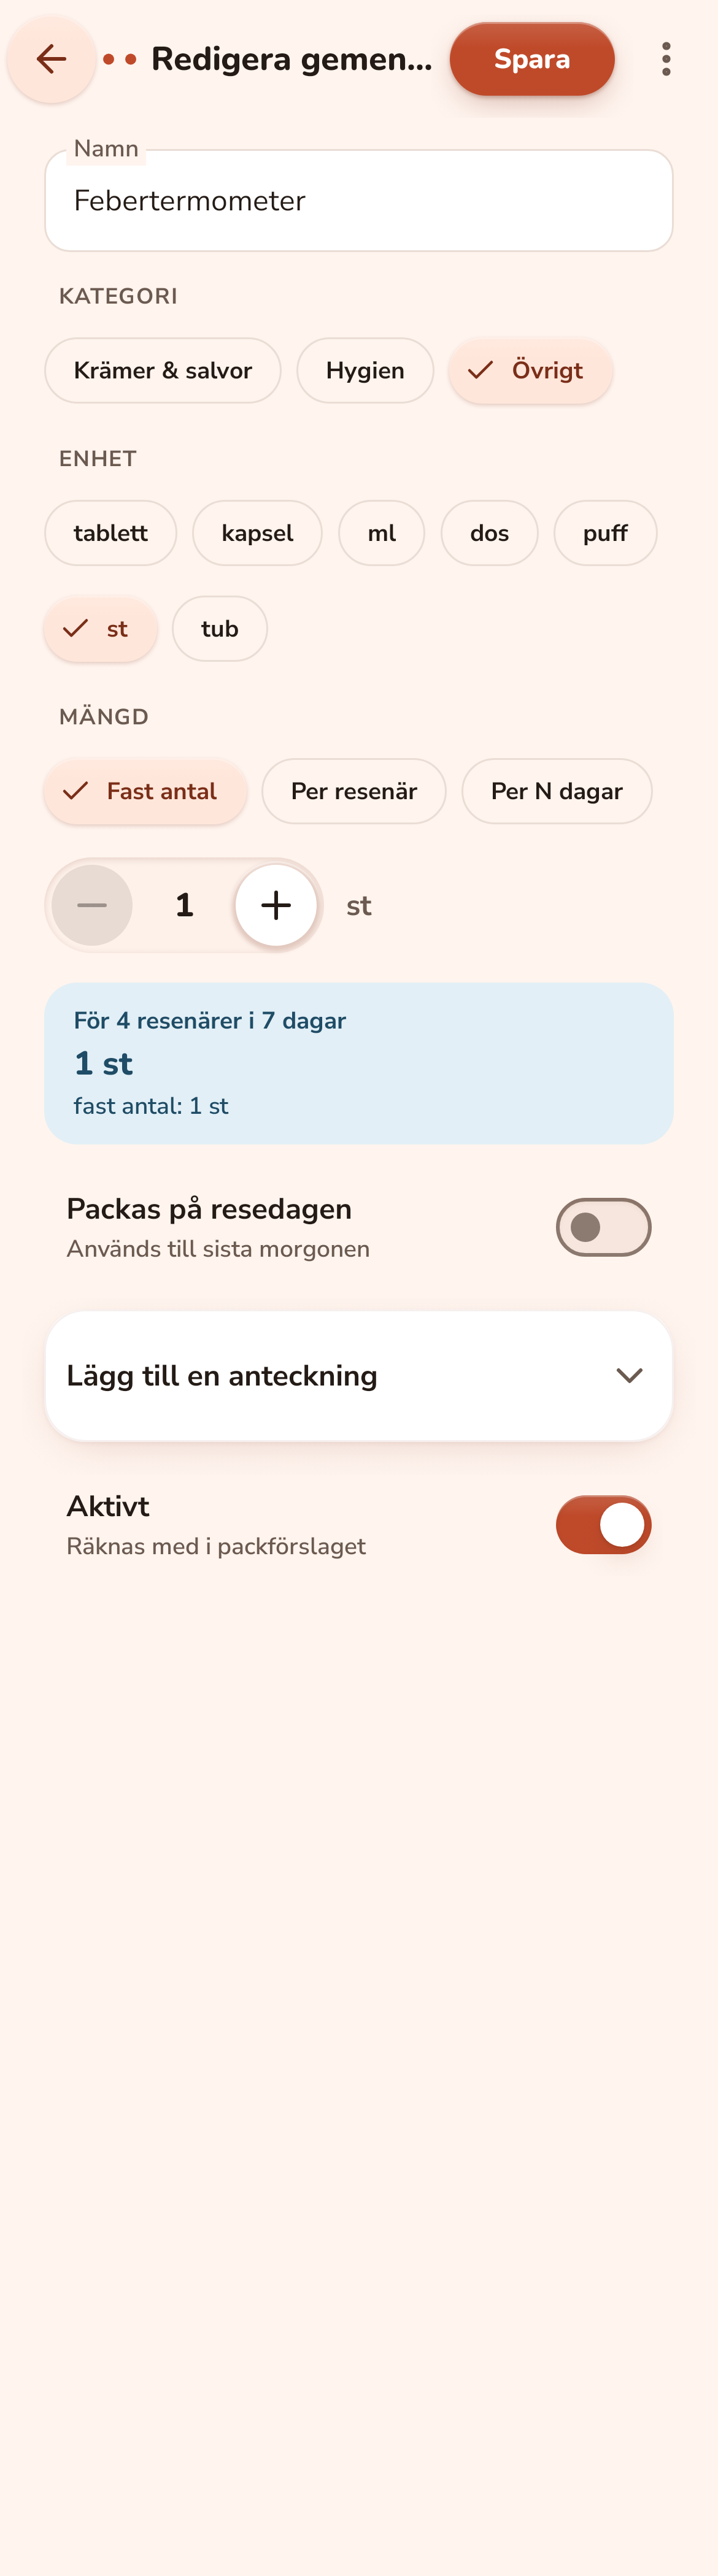 Redigera gemen...
Spara
Namn
Febertermometer
KATEGORI
Krämer & salvor
Hygien
Övrigt
ENHET
tablett
kapsel
ml
dos
puff
st
tub
MÄNGD
Fast antal
Per resenär
Per N dagar
1
st
För 4 resenärer i 7 dagar
1 st
fast antal: 1 st
Packas på resedagen
Används till sista morgonen
Lägg till en anteckning
Aktivt
Räknas med i packförslaget